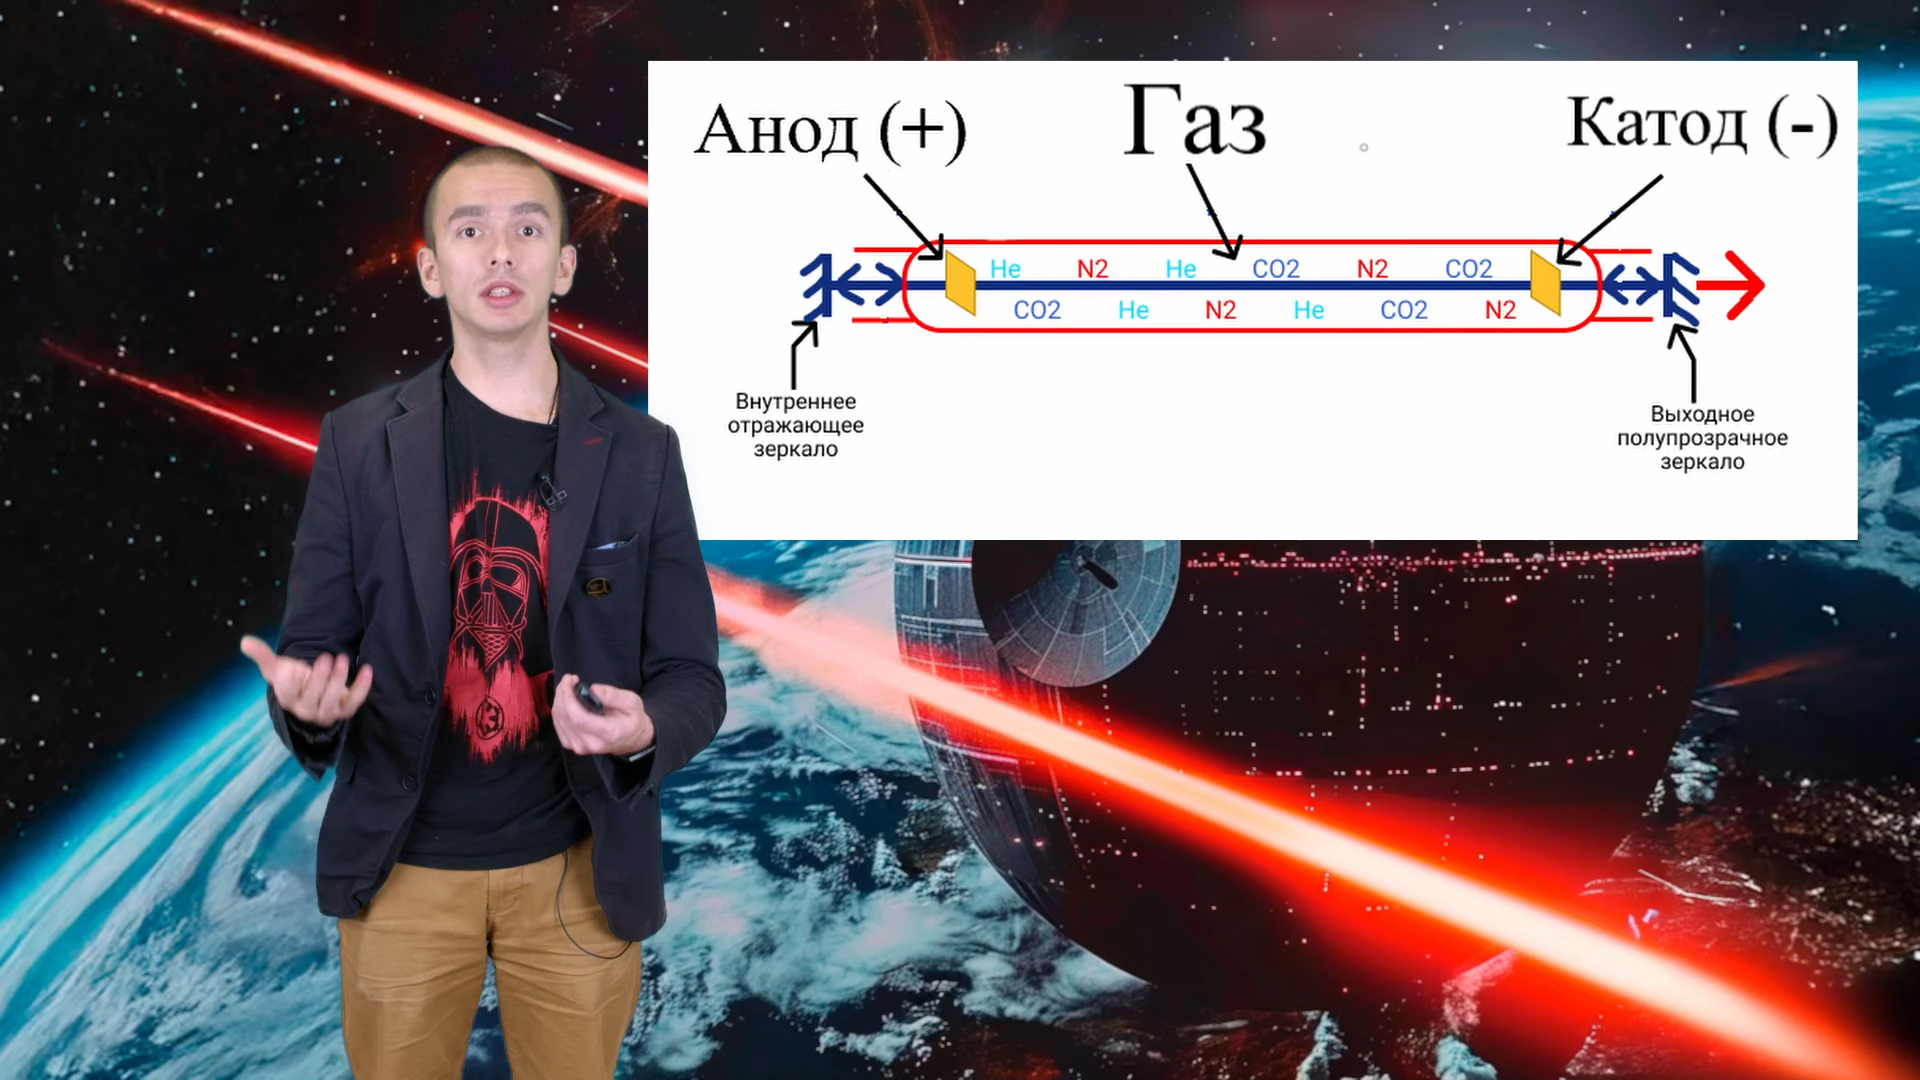 Анод (+)
Газ
Катод (-)
He N2 He CO2 N2 CO2
CO2 He N2 He CO2 N2
Внутреннее
отражающее
зеркало
Выходное
полупрозрачное
зеркало